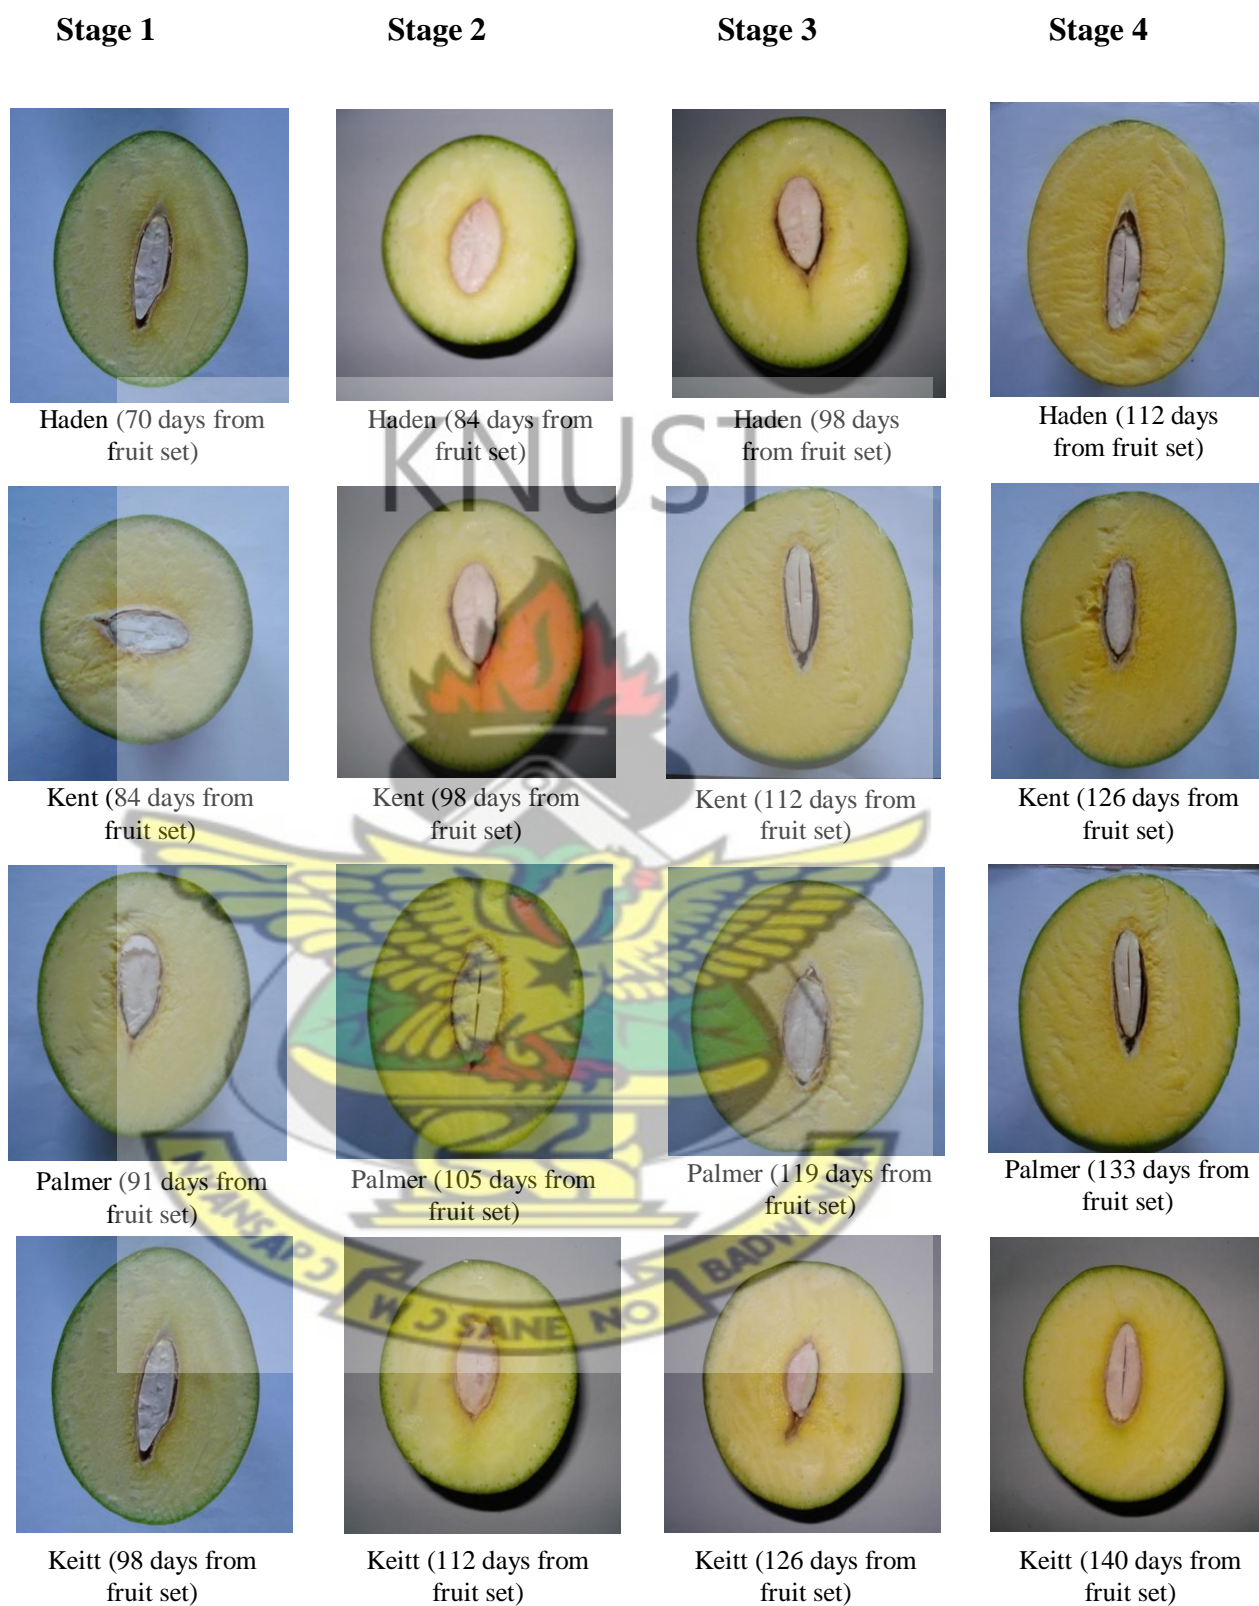 Stage 1
Stage 2
Stage 3
Stage 4
Haden (70 days from
fruit set)
Haden (84 days from
fruit set)
Haden (98 days
from fruit set)
Haden (112 days
from fruit set)
KNUST
Kent (84 days from
fruit set)
Kent (98 days from
fruit set)
Kent (112 days from
fruit set)
Kent (126 days from
fruit set)
Palmer (91 days from
fruit set)
Palmer (105 days from
fruit set)
Palmer (119 days from
fruit set)
Palmer (133 days from
fruit set)
Keitt (98 days from
fruit set)
Keitt (112 days from
fruit set)
Keitt (126 days from
fruit set)
Keitt (140 days from
fruit set)
WƆ SANE NO